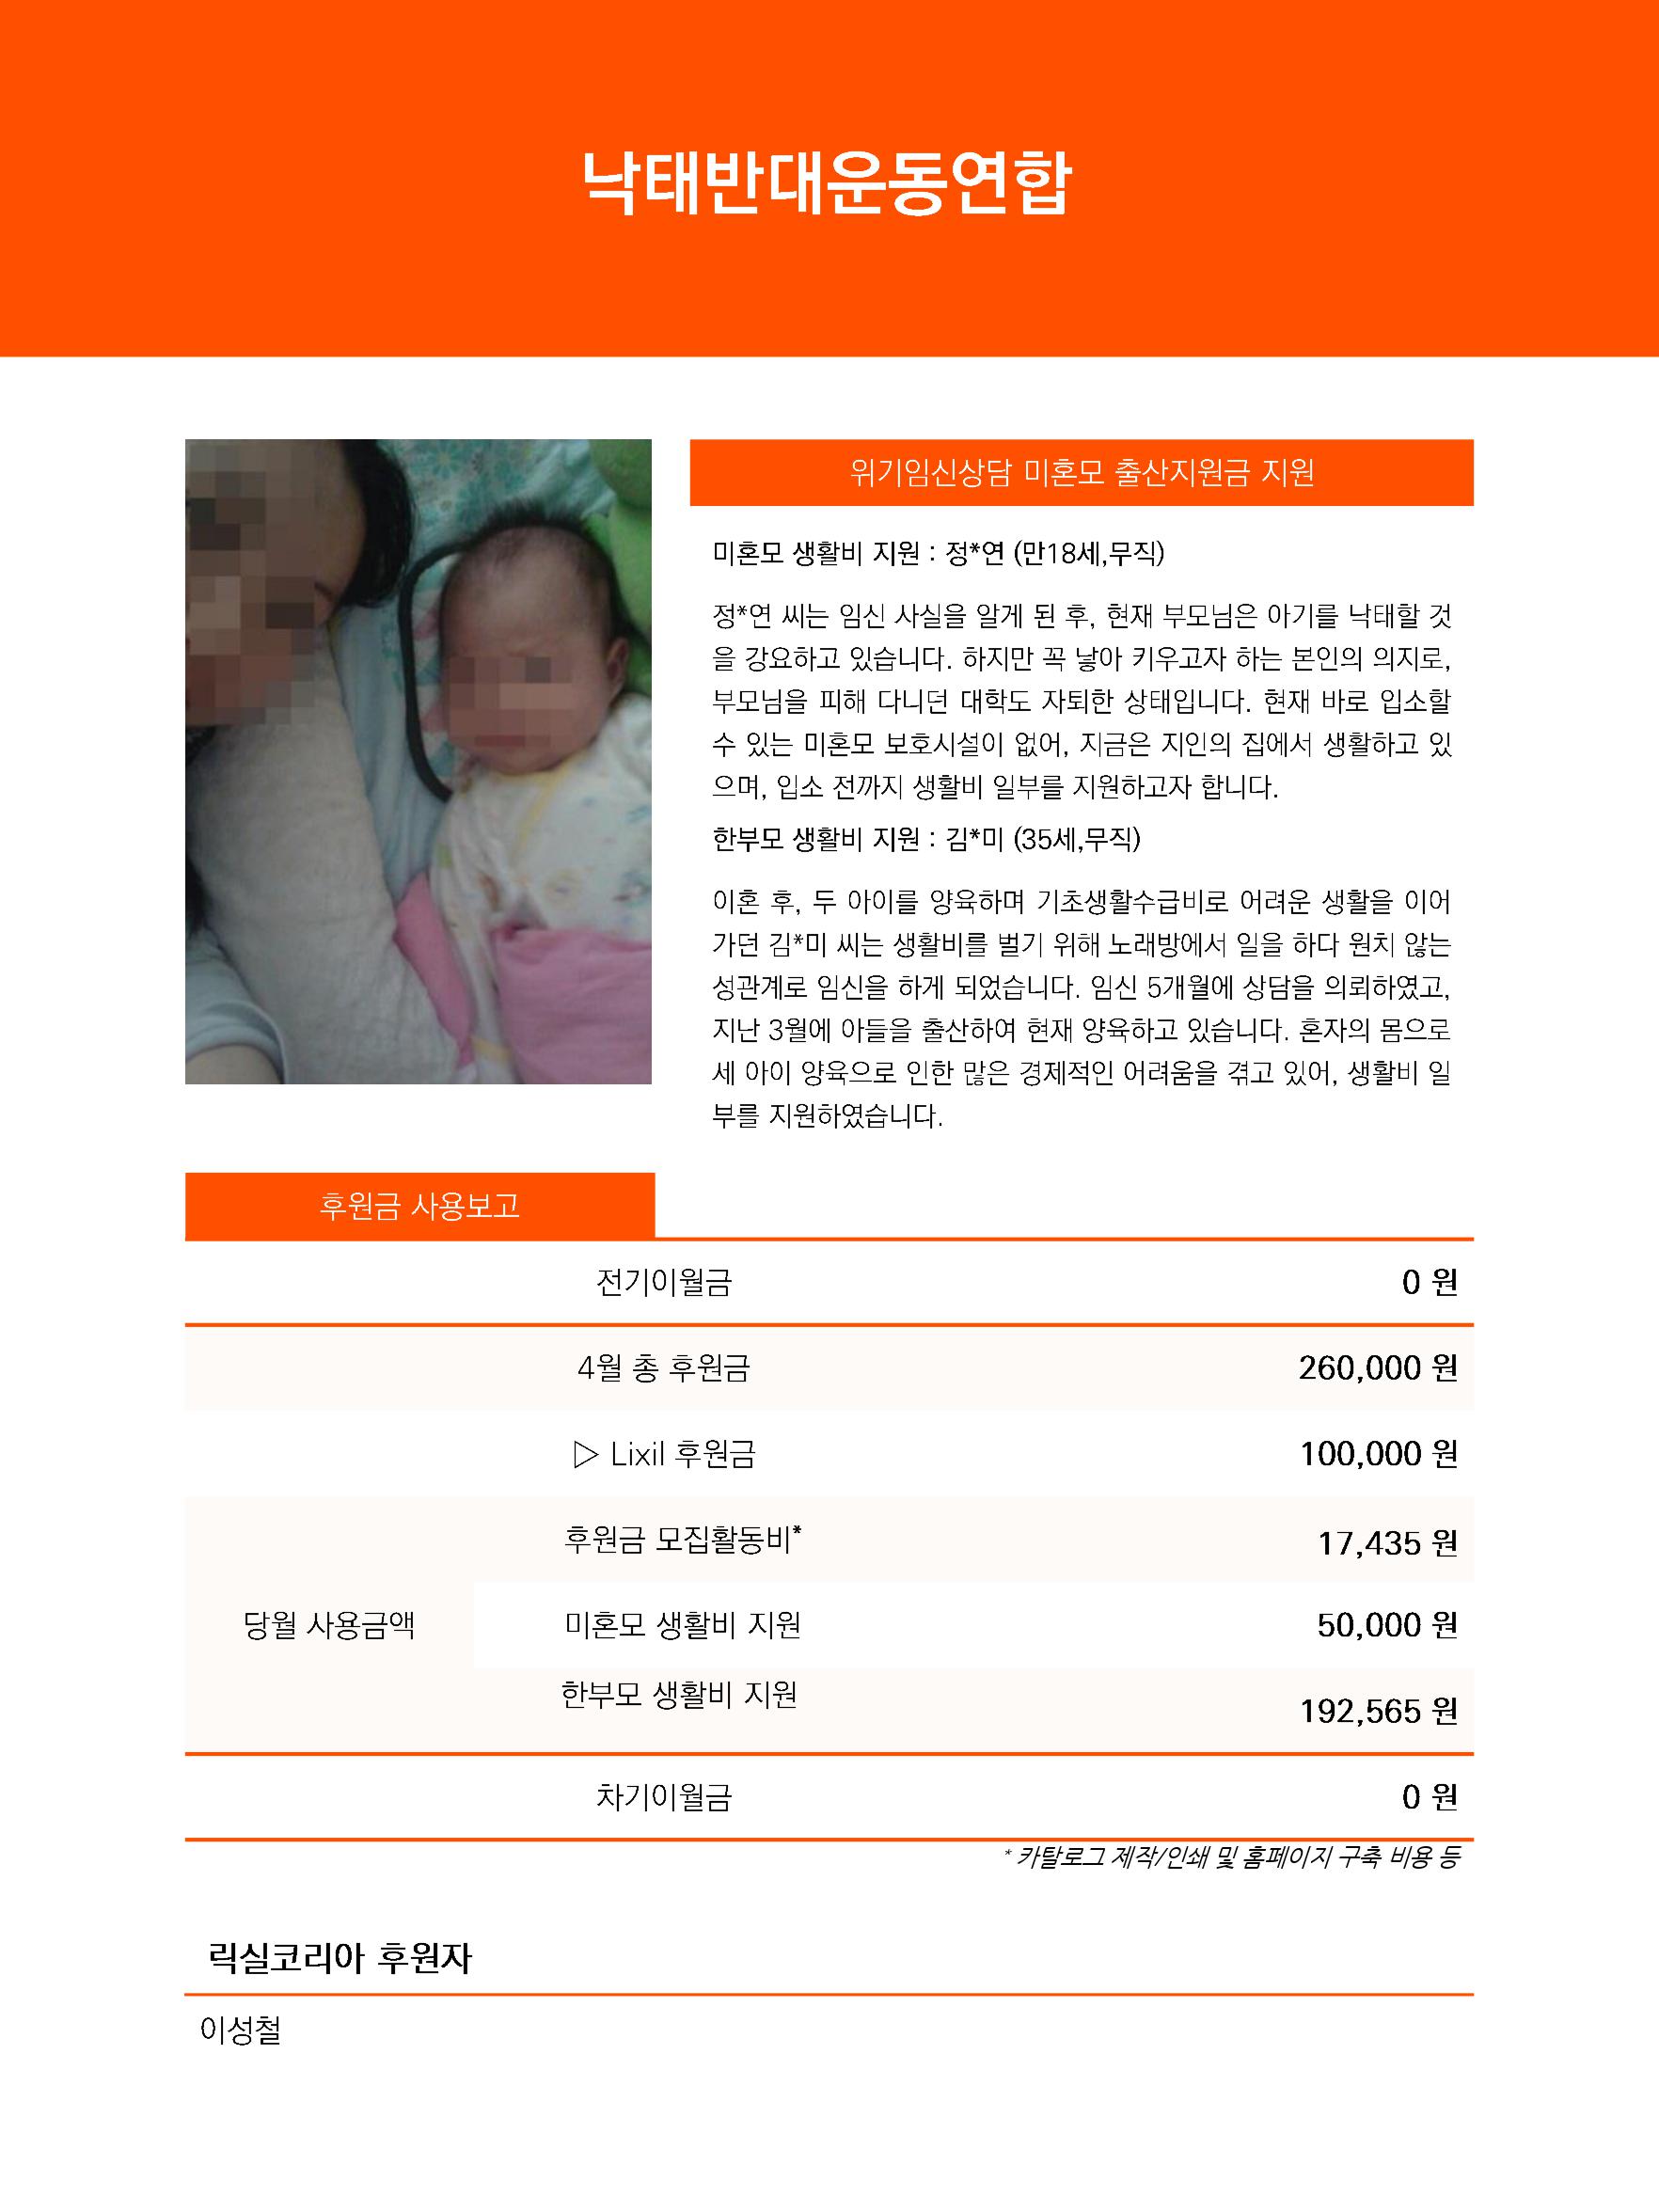 낙태반대운동연합
위기임신상담 미혼모 출산지원금 지원
미혼모 생활비 지원 : 정*연 (만18세,무직)
정*연 씨는 임신 사실을 알게 된 후, 현재 부모님은 아기를 낙태할 것
을 강요하고 있습니다. 하지만 꼭 낳아 키우고자 하는 본인의 의지로,
부모님을 피해 다니던 대학도 자퇴한 상태입니다. 현재 바로 입소할
수 있는 미혼모 보호시설이 없어, 지금은 지인의 집에서 생활하고 있
으며, 입소 전까지 생활비 일부를 지원하고자 합니다.
한부모 생활비 지원 : 김*미 (35세,무직)
이혼 후, 두 아이를 양육하며 기초생활수급비로 어려운 생활을 이어
가던 김*미 씨는 생활비를 벌기 위해 노래방에서 일을 하다 원치 않는
성관계로 임신을 하게 되었습니다. 임신 5개월에 상담을 의뢰하였고,
지난 3월에 아들을 출산하여 현재 양육하고 있습니다. 혼자의 몸으로
세 아이 양육으로 인한 많은 경제적인 어려움을 겪고 있어, 생활비 일
부를 지원하였습니다.
후원금 사용보고
전기이월금 0 원
4월 총 후원금 260,000 원
▷ Lixil 후원금 100,000 원
후원금 모집활동비* 17,435 원
당월 사용금액 미혼모 생활비 지원 50,000 원
한부모 생활비 지원 192,565 원
차기이월금 0 원
* 카탈로그 제작/인쇄 및 홈페이지 구축 비용 등
릭실코리아 후원자
이성철